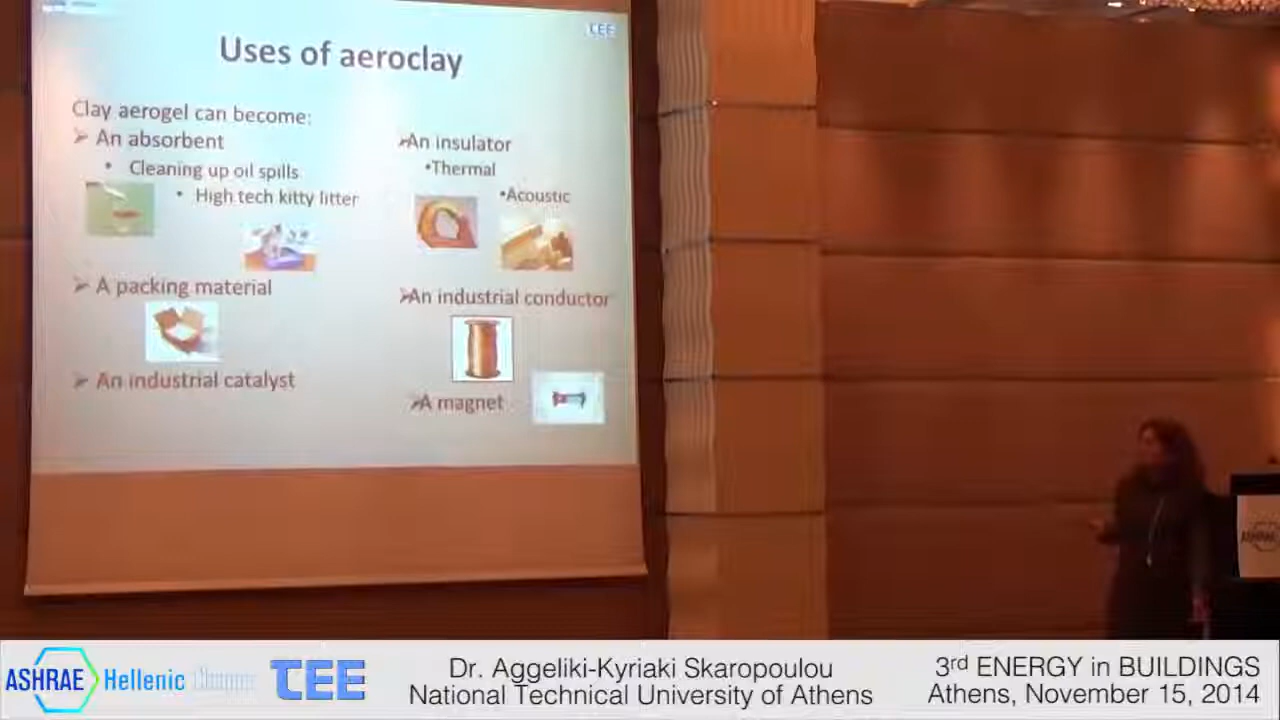 TEE
Uses of aeroclay
Clay aerogel can become:
➢ An absorbent
• Cleaning up oil spills
• High tech kitty litter
➢ A packing material
➢ An industrial catalyst
➢An insulator
•Thermal
•Acoustic
➢An industrial conductor
➢A magnet
ASHRAE
ASHRAE Hellenic
TEE
Dr. Aggeliki-Kyriaki Skaropoulou
National Technical University of Athens
3rd ENERGY in BUILDINGS
Athens, November 15, 2014